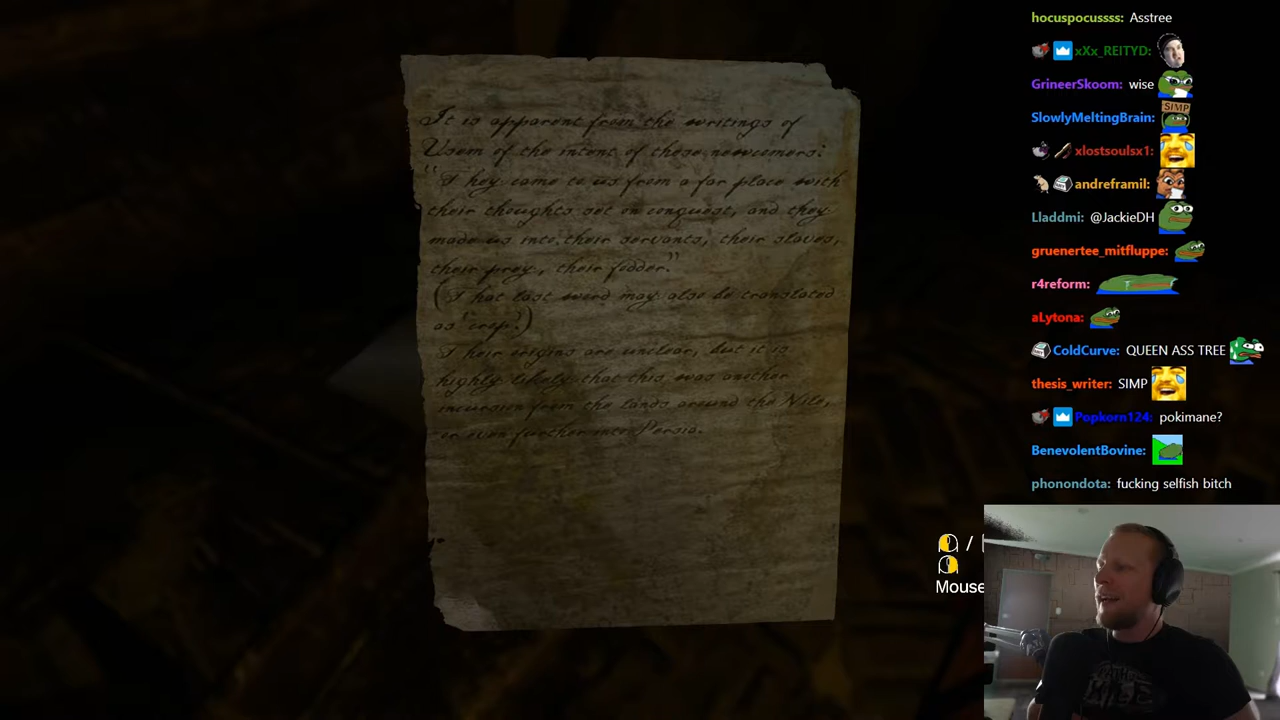 It is apparent from the writings of
Usen of the intent of these newcomers:
"They came to us from a far place with
their thoughts set on conquest, and they
made us into their servants, their slaves,
their prey, their fodder."
(That last word may also be translated
as "crop".)
Their origins are unclear, but it is
highly likely that this was another
incursion from the lands around the Nile,
or even further into Persia.
hocuspocussss: Asstree
xXx_REITYD:
GrineerSkoom: wise
SlowlyMeltingBrain:
SIMP
xlostsoulsx1:
andreframil:
Lladdmi: @JackieDH
gruenertee_mitfluppe:
r4reform:
aLytona:
ColdCurve: QUEEN ASS TREE
thesis_writer: SIMP
Popkorn124: pokimane?
BenevolentBovine:
phonondota: fucking selfish bitch
/
Mouse